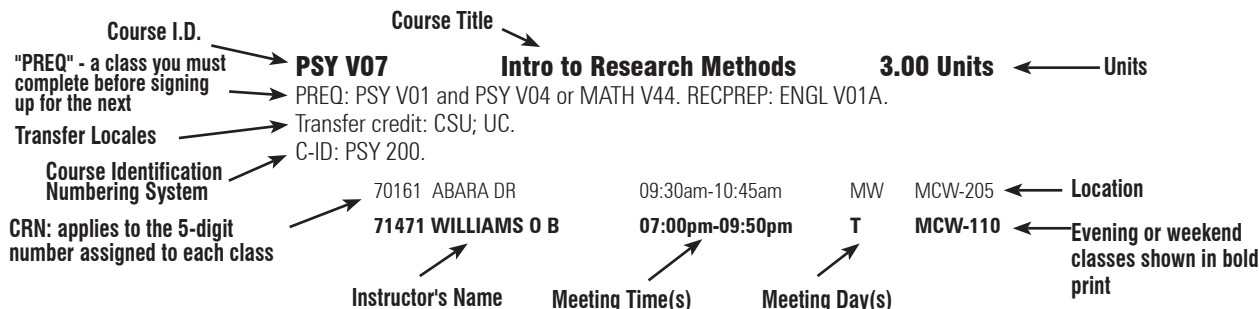 Course I.D.
Course Title
"PREQ" - a class you must
complete before signing
up for the next
PSY V07 Intro to Research Methods 3.00 Units
Units
PREQ: PSY V01 and PSY V04 or MATH V44. RECPREP: ENGL V01A.
Transfer Locales
Transfer credit: CSU; UC.
Course Identification
Numbering System
C-ID: PSY 200.
70161 ABARA DR 09:30am-10:45am MW MCW-205
Location
CRN: applies to the 5-digit
number assigned to each class
71471 WILLIAMS O B 07:00pm-09:50pm T MCW-110
Evening or weekend
classes shown in bold
print
Instructor's Name
Meeting Time(s)
Meeting Day(s)